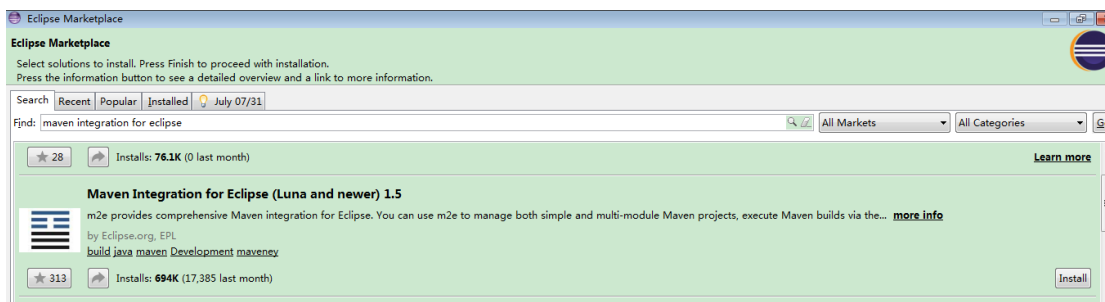 Eclipse Marketplace
Eclipse Marketplace
Select solutions to install. Press Finish to proceed with installation.
Press the information button to see a detailed overview and a link to more information.
Search Recent Popular Installed July 07/31
Find: maven integration for eclipse All Markets All Categories
28 Installs: 76.1K (0 last month) Learn more
Maven Integration for Eclipse (Luna and newer) 1.5
m2e provides comprehensive Maven integration for Eclipse. You can use m2e to manage both simple and multi-module Maven projects, execute Maven builds via the... more info
by Eclipse.org, EPL
build java maven Development maveney
313 Installs: 694K (17,385 last month) Install